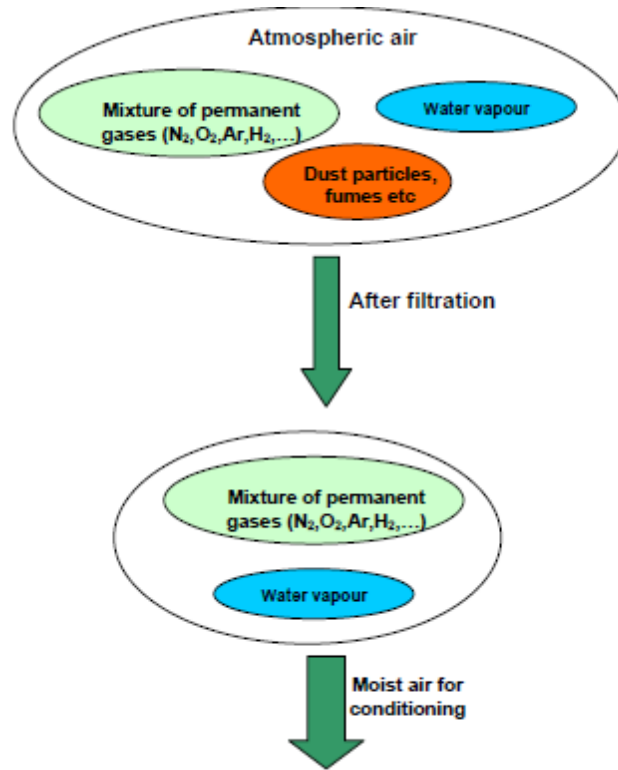 Atmospheric air
Mixture of permanent
gases (N₂,O₂,Ar,H₂,...)
Water vapour
Dust particles,
fumes etc
After filtration
Mixture of permanent
gases (N₂,O₂,Ar,H₂,...)
Water vapour
Moist air for
conditioning